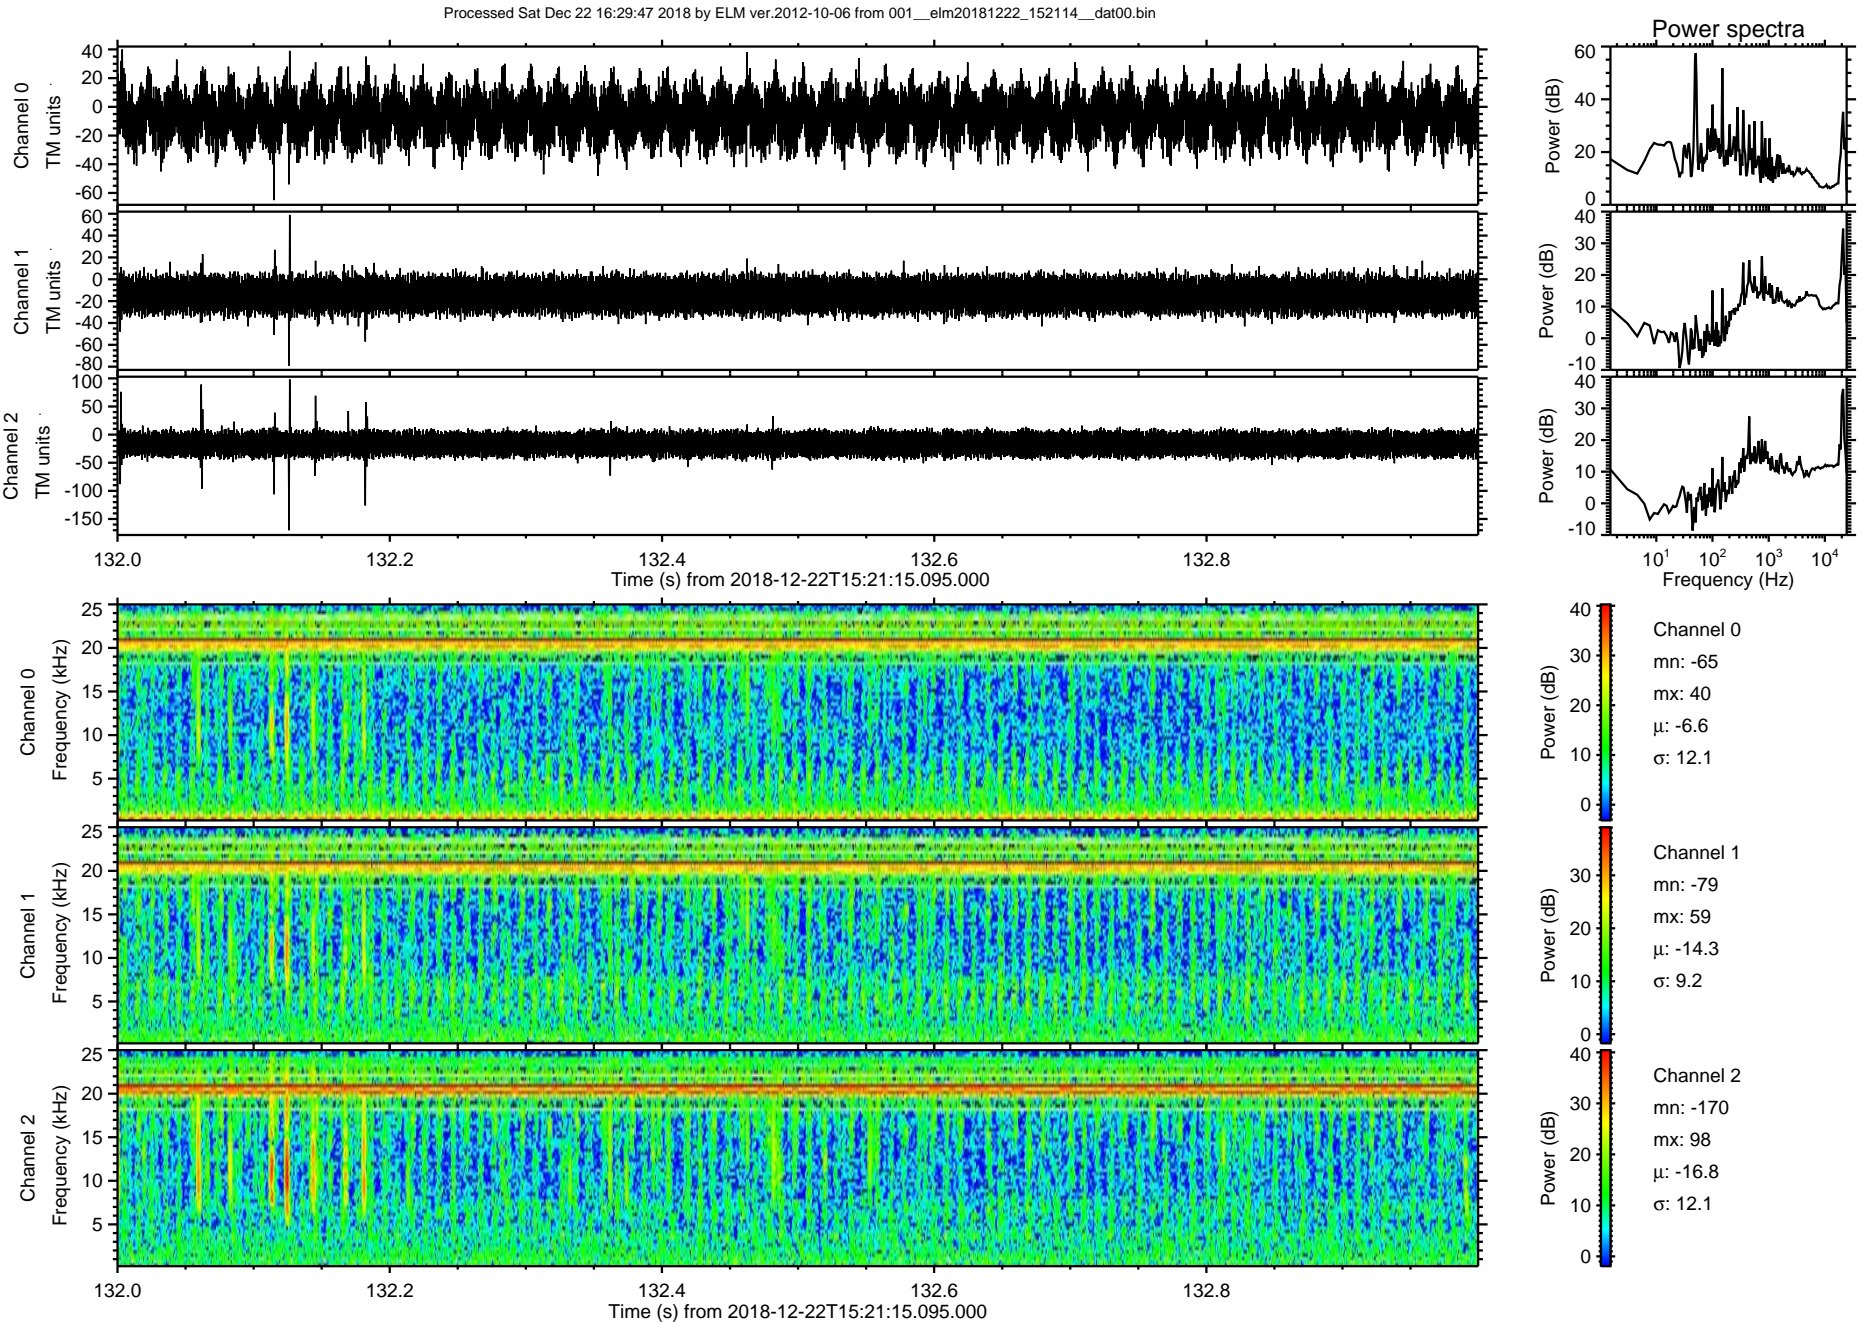 Processed Sat Dec 22 16:29:47 2018 by ELM ver.2012-10-06 from 001__elm20181222_152114__dat00.bin
Power spectra
Channel 0
TM units
40
20
0
-20
-40
-60
Power (dB)
60
40
20
0
Channel 1
TM units
60
40
20
0
-20
-40
-60
-80
Power (dB)
40
30
20
10
0
-10
Channel 2
TM units
100
50
0
-50
-100
-150
Power (dB)
40
30
20
10
0
-10
132.0 132.2 132.4 132.6 132.8
Time (s) from 2018-12-22T15:21:15.095.000
10^1 10^2 10^3 10^4
Frequency (Hz)
Channel 0
Frequency (kHz)
25
20
15
10
5
Power (dB)
40
30
20
10
0
Channel 0
mn: -65
mx: 40
µ: -6.6
σ: 12.1
Channel 1
Frequency (kHz)
25
20
15
10
5
Power (dB)
30
20
10
0
Channel 1
mn: -79
mx: 59
µ: -14.3
σ: 9.2
Channel 2
Frequency (kHz)
25
20
15
10
5
Power (dB)
40
30
20
10
0
Channel 2
mn: -170
mx: 98
µ: -16.8
σ: 12.1
132.0 132.2 132.4 132.6 132.8
Time (s) from 2018-12-22T15:21:15.095.000